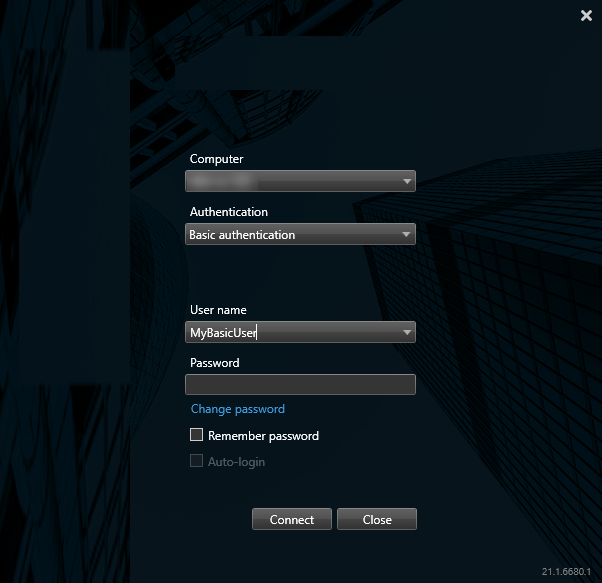 Computer
Authentication
Basic authentication
User name
MyBasicUser
Password
Change password
Remember password
Auto-login
Connect
Close
21.1.6680.1